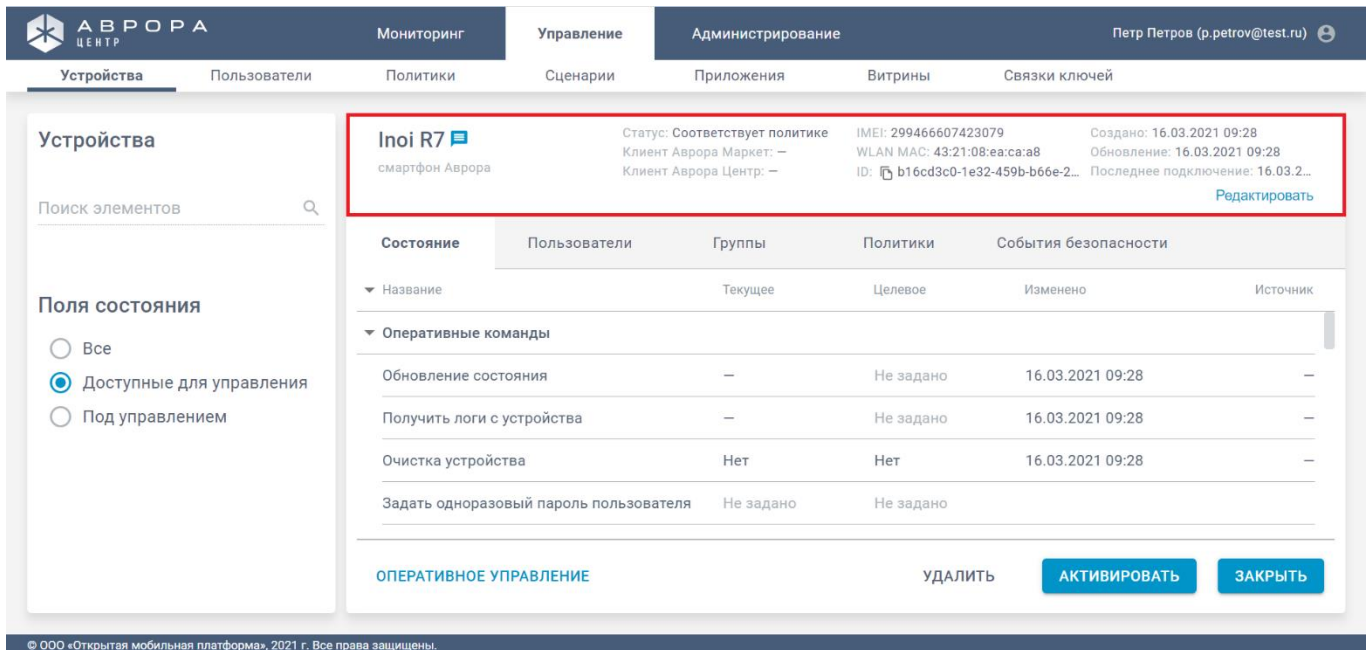 АВРОРА
ЦЕНТР
Мониторинг Управление Администрирование Петр Петров (p.petrov@test.ru)
Устройства Пользователи Политики Сценарии Приложения Витрины Связки ключей
Устройства
Поиск элементов
Поля состояния
Все
Доступные для управления
Под управлением
Inoi R7
смартфон Аврора
Статус: Соответствует политике
Клиент Аврора Маркет: —
Клиент Аврора Центр: —
IMEI: 299466607423079
WLAN MAC: 43:21:08:ea:ca:a8
ID: b16cd3c0-1e32-459b-b66e-2...
Создано: 16.03.2021 09:28
Обновление: 16.03.2021 09:28
Последнее подключение: 16.03.2...
Редактировать
Состояние Пользователи Группы Политики События безопасности
Название Текущее Целевое Изменено Источник
Оперативные команды
Обновление состояния — Не задано 16.03.2021 09:28 —
Получить логи с устройства — Не задано 16.03.2021 09:28 —
Очистка устройства Нет Нет 16.03.2021 09:28 —
Задать одноразовый пароль пользователя Не задано Не задано
ОПЕРАТИВНОЕ УПРАВЛЕНИЕ УДАЛИТЬ АКТИВИРОВАТЬ ЗАКРЫТЬ
© ООО «Открытая мобильная платформа», 2021 г. Все права защищены.